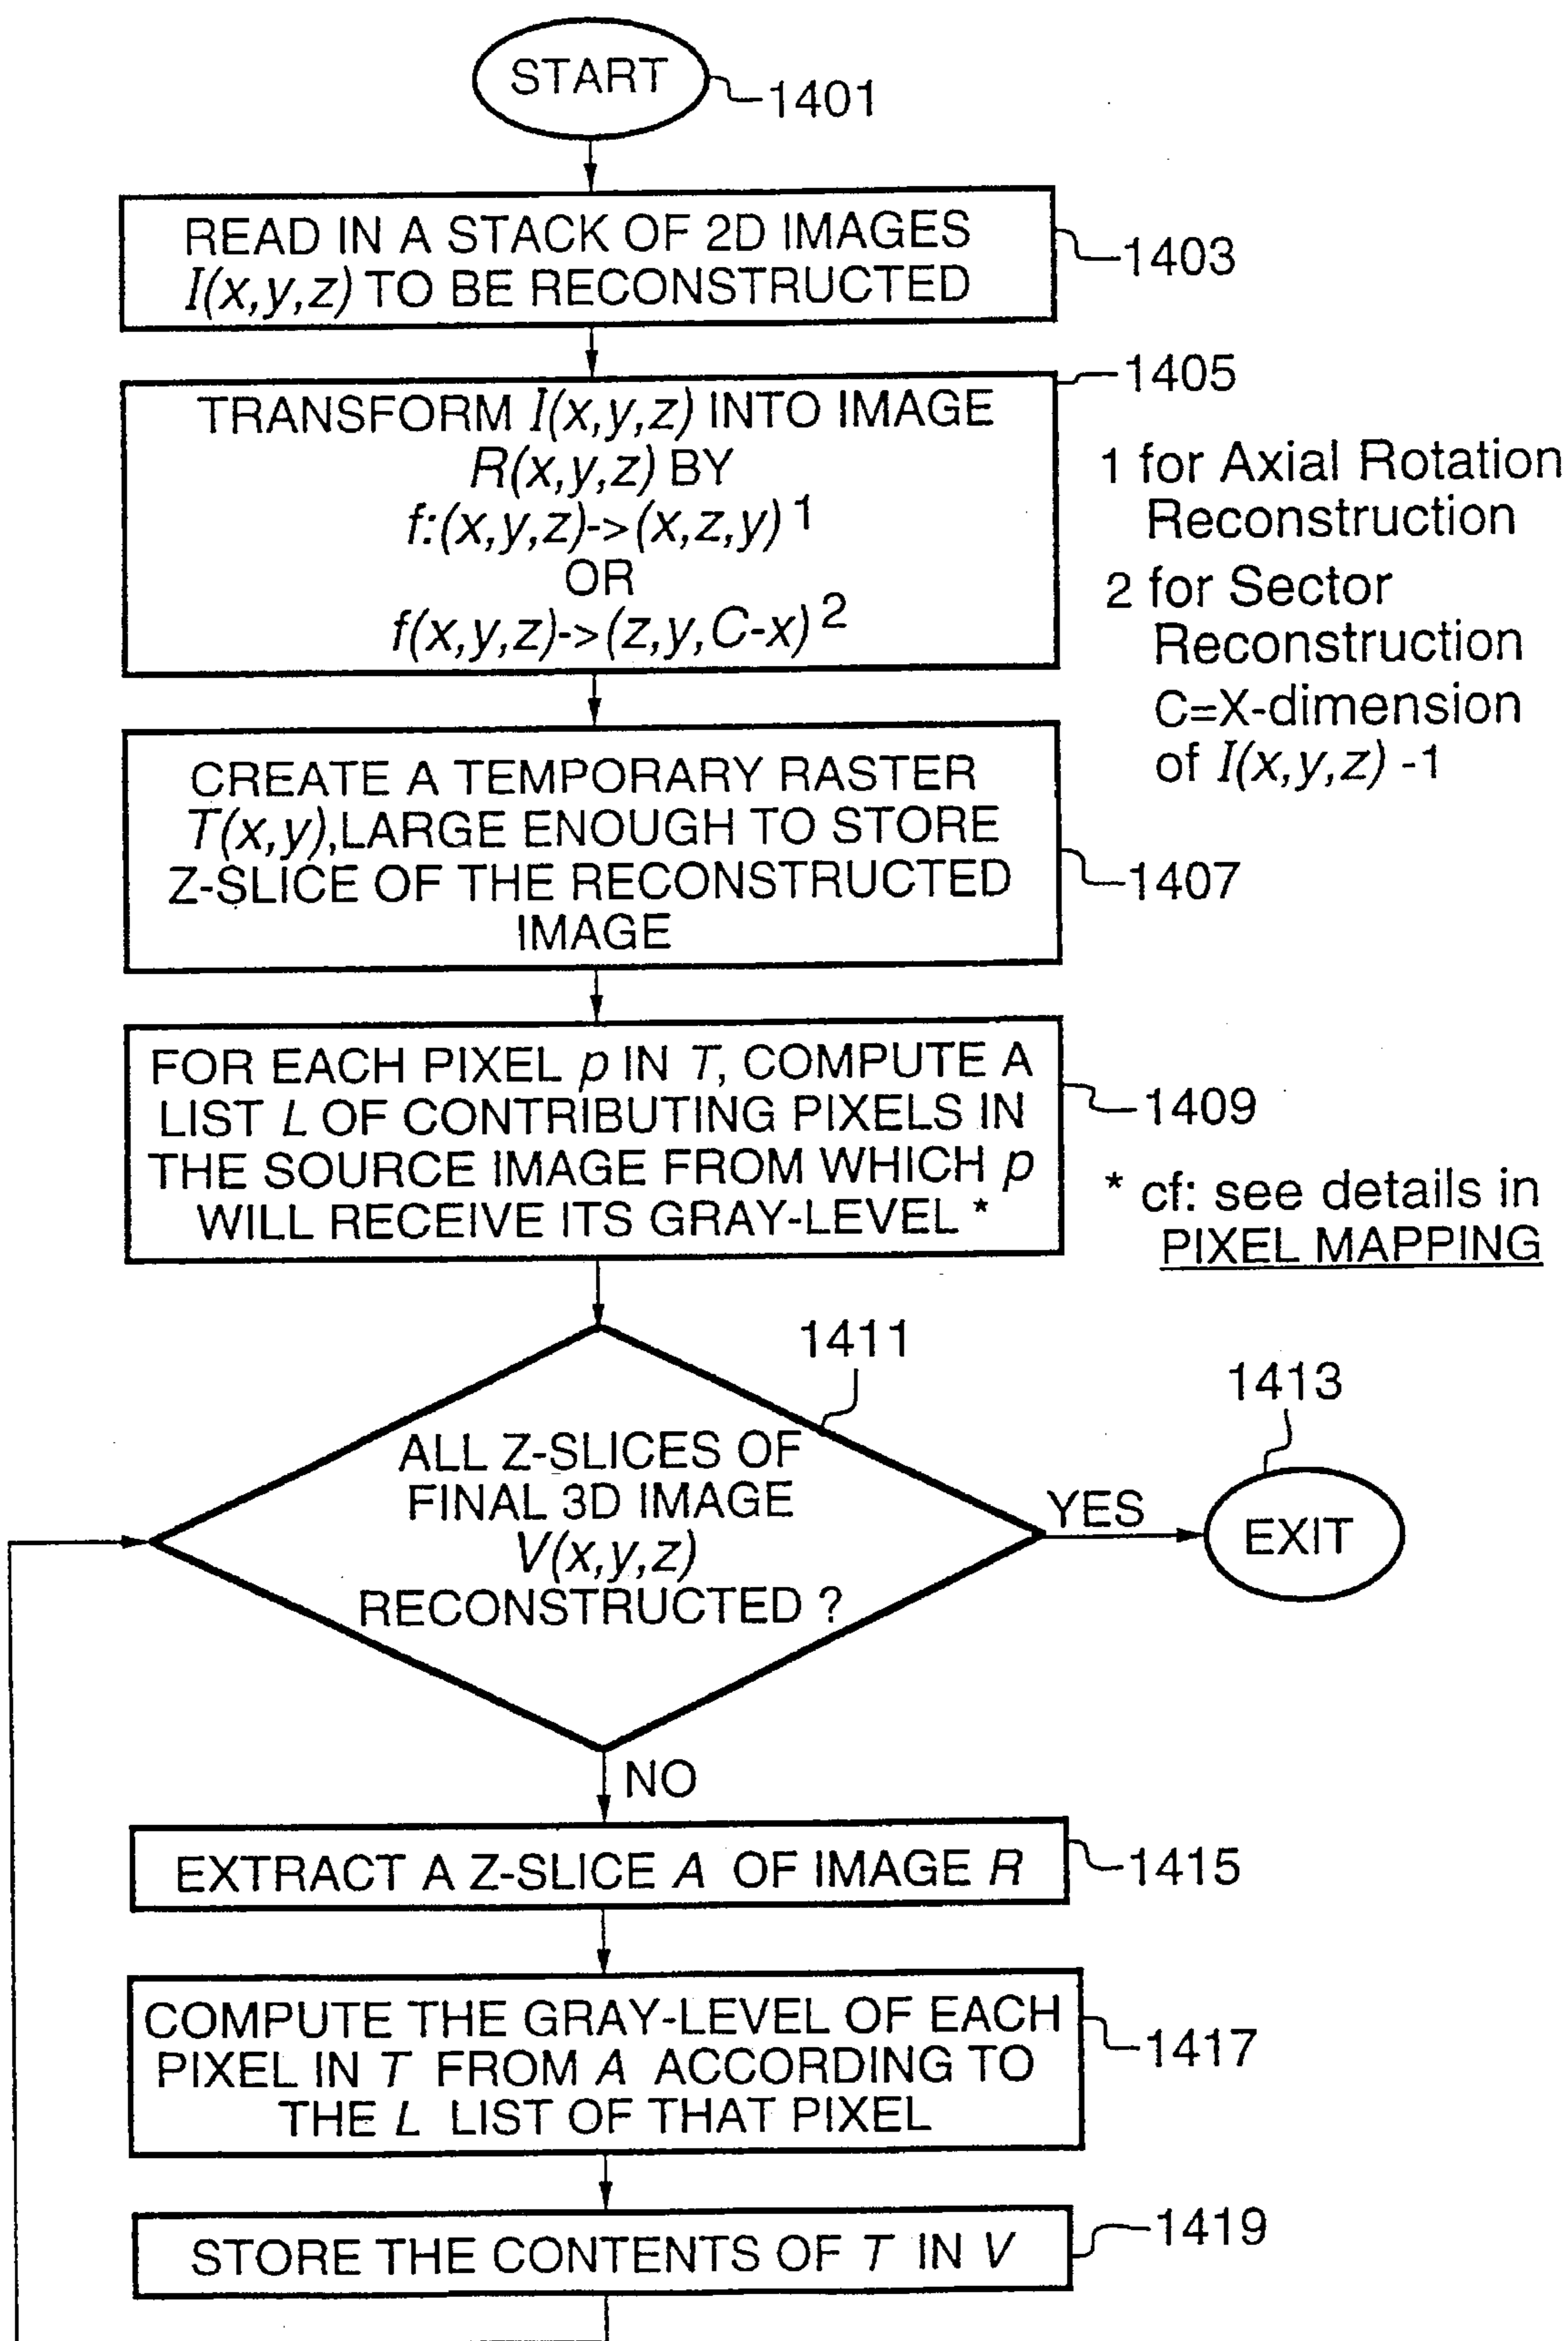 START
1401
READ IN A STACK OF 2D IMAGES
I(x,y,z) TO BE RECONSTRUCTED
1403
1405
TRANSFORM I(x,y,z) INTO IMAGE
R(x,y,z) BY
f:(x,y,z)->(x,z,y) 1
OR
f(x,y,z)->(z,y,C-x) 2
1 for Axial Rotation
Reconstruction
2 for Sector
Reconstruction
C=X-dimension
of I(x,y,z) -1
CREATE A TEMPORARY RASTER
T(x,y),LARGE ENOUGH TO STORE
Z-SLICE OF THE RECONSTRUCTED
IMAGE
1407
FOR EACH PIXEL p IN T, COMPUTE A
LIST L OF CONTRIBUTING PIXELS IN
THE SOURCE IMAGE FROM WHICH p
WILL RECEIVE ITS GRAY-LEVEL *
1409
* cf: see details in
PIXEL MAPPING
1411
ALL Z-SLICES OF
FINAL 3D IMAGE
V(x,y,z)
RECONSTRUCTED ?
YES
1413
EXIT
NO
EXTRACT A Z-SLICE A OF IMAGE R
1415
COMPUTE THE GRAY-LEVEL OF EACH
PIXEL IN T FROM A ACCORDING TO
THE L LIST OF THAT PIXEL
1417
STORE THE CONTENTS OF T IN V
1419